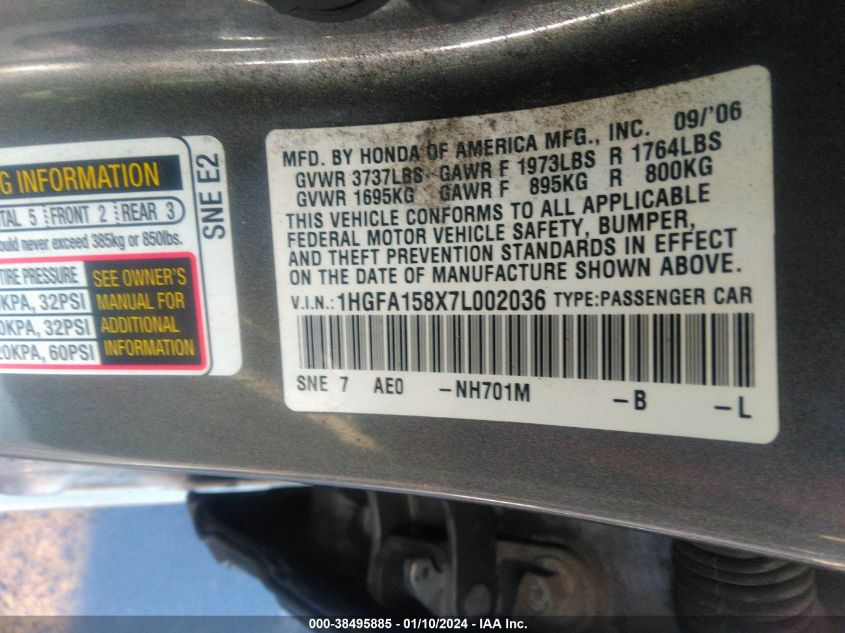 G INFORMATION
TAL 5 FRONT 2 REAR 3
ould never exceed 385kg or 850lbs.
TIRE PRESSURE
KPA, 32PSI
0KPA, 32PSI
20KPA, 60PSI
SEE OWNER'S
MANUAL FOR
ADDITIONAL
INFORMATION
SNE E2
MFD. BY HONDA OF AMERICA MFG., INC. 09/'06
GVWR 3737LBS GAWR F 1973LBS R 1764LBS
GVWR 1695KG GAWR F 895KG R 800KG
THIS VEHICLE CONFORMS TO ALL APPLICABLE
FEDERAL MOTOR VEHICLE SAFETY, BUMPER,
AND THEFT PREVENTION STANDARDS IN EFFECT
ON THE DATE OF MANUFACTURE SHOWN ABOVE.
V.I.N.: 1HGFA158X7L002036 TYPE:PASSENGER CAR
SNE 7 AE0 -NH701M -B -L
000-38495885 - 01/10/2024 - IAA Inc.